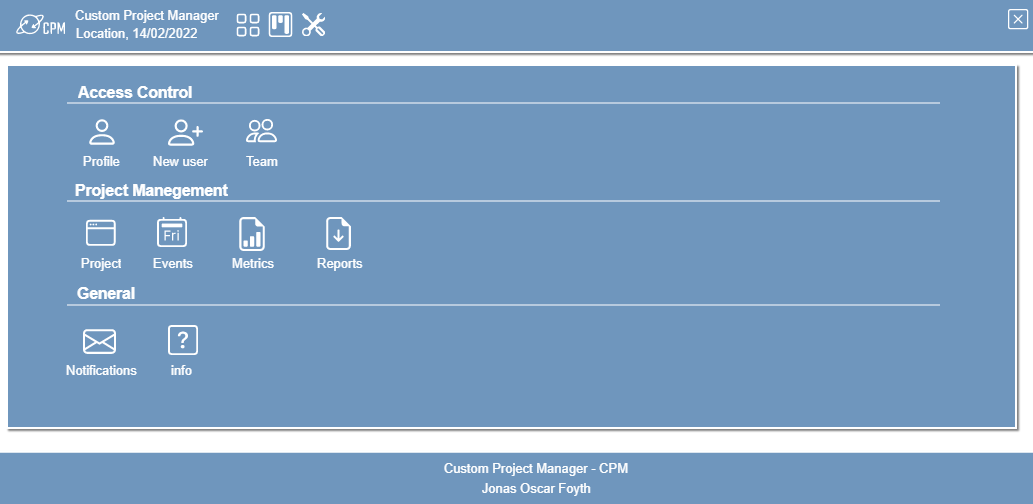 CPM
Custom Project Manager
Location, 14/02/2022
Access Control
Profile
New user
Team
Project Manegement
Fri
Project
Events
Metrics
Reports
General
?
Notifications
info
Custom Project Manager - CPM
Jonas Oscar Foyth